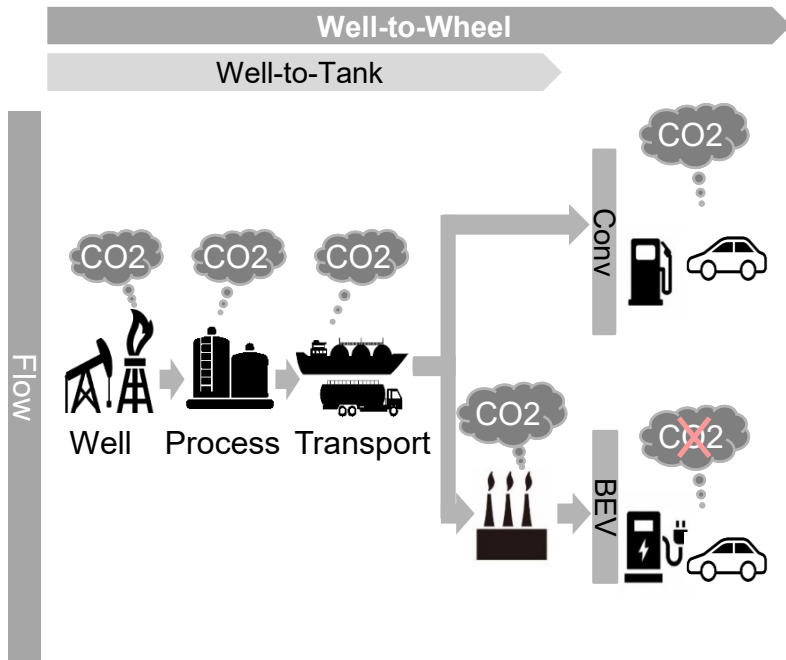 Well-to-Wheel
Well-to-Tank
Flow
CO2
CO2
CO2
CO2
Conv
Well
Process
Transport
CO2
CO2
BEV